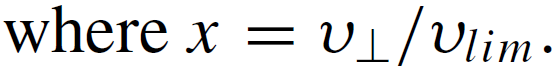 where x = υ⊥/υlim.